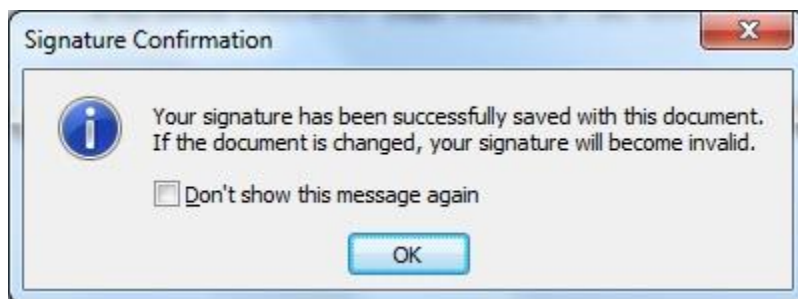 Signature Confirmation
Your signature has been successfully saved with this document.
If the document is changed, your signature will become invalid.
Don't show this message again
OK